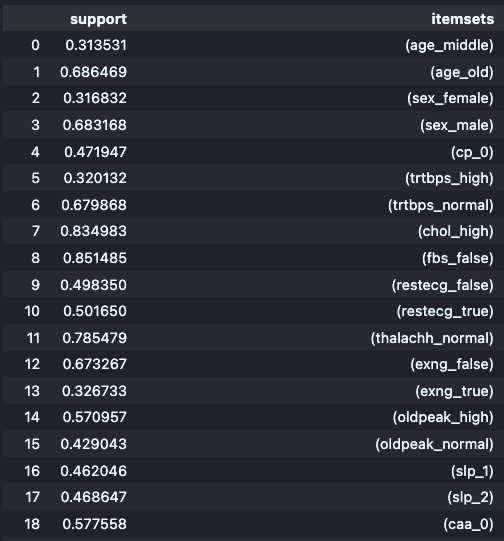 support itemsets
0 0.313531 (age_middle)
1 0.686469 (age_old)
2 0.316832 (sex_female)
3 0.683168 (sex_male)
4 0.471947 (cp_0)
5 0.320132 (trtbps_high)
6 0.679868 (trtbps_normal)
7 0.834983 (chol_high)
8 0.851485 (fbs_false)
9 0.498350 (restecg_false)
10 0.501650 (restecg_true)
11 0.785479 (thalachh_normal)
12 0.673267 (exng_false)
13 0.326733 (exng_true)
14 0.570957 (oldpeak_high)
15 0.429043 (oldpeak_normal)
16 0.462046 (slp_1)
17 0.468647 (slp_2)
18 0.577558 (caa_0)